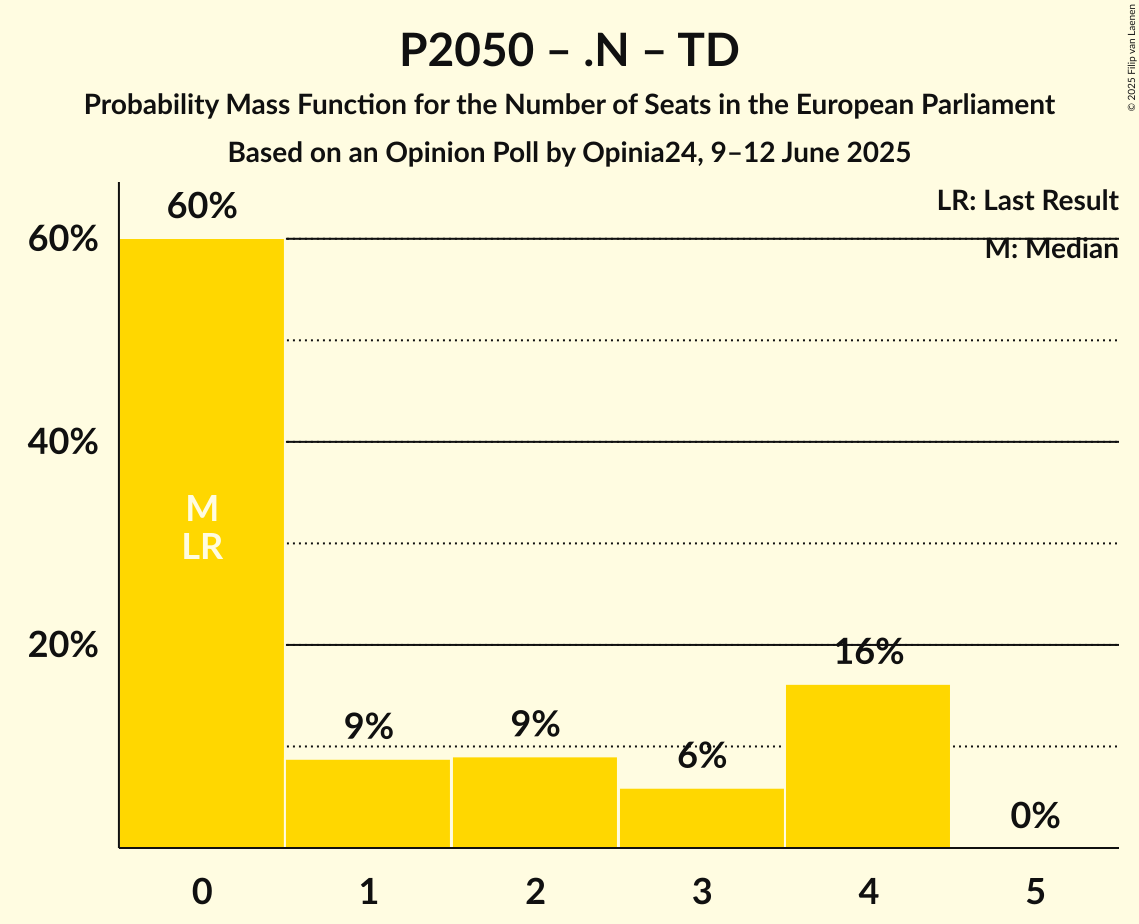 P2050 – .N – TD
Probability Mass Function for the Number of Seats in the European Parliament
Based on an Opinion Poll by Opinia24, 9–12 June 2025
© 2025 Filip van Laenen
LR: Last Result
M: Median
60%
40%
20%
60%
9%
9%
6%
16%
0%
M
LR
0
1
2
3
4
5